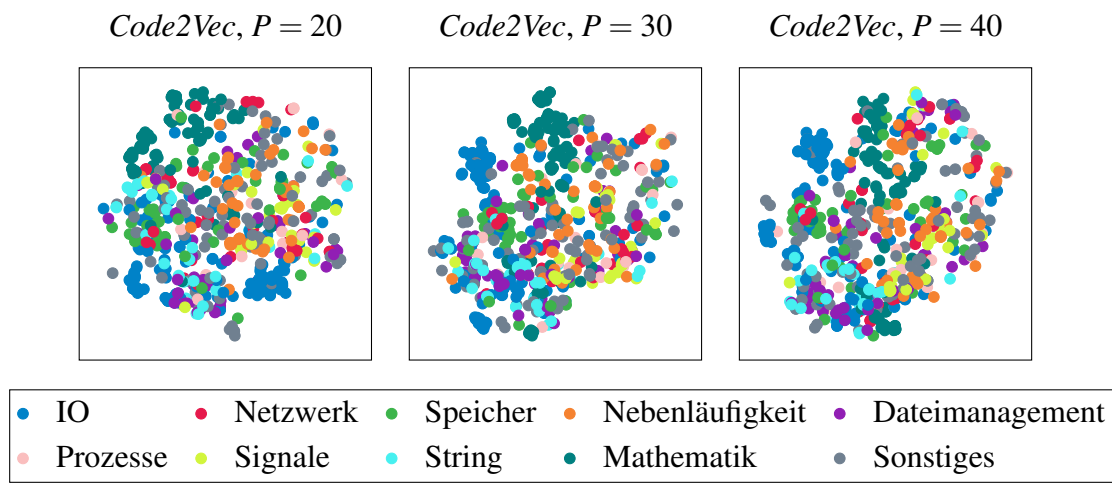 Code2Vec, P = 20 Code2Vec, P = 30 Code2Vec, P = 40
IO Netzwerk Speicher Nebenläufigkeit Dateimanagement
Prozesse Signale String Mathematik Sonstiges